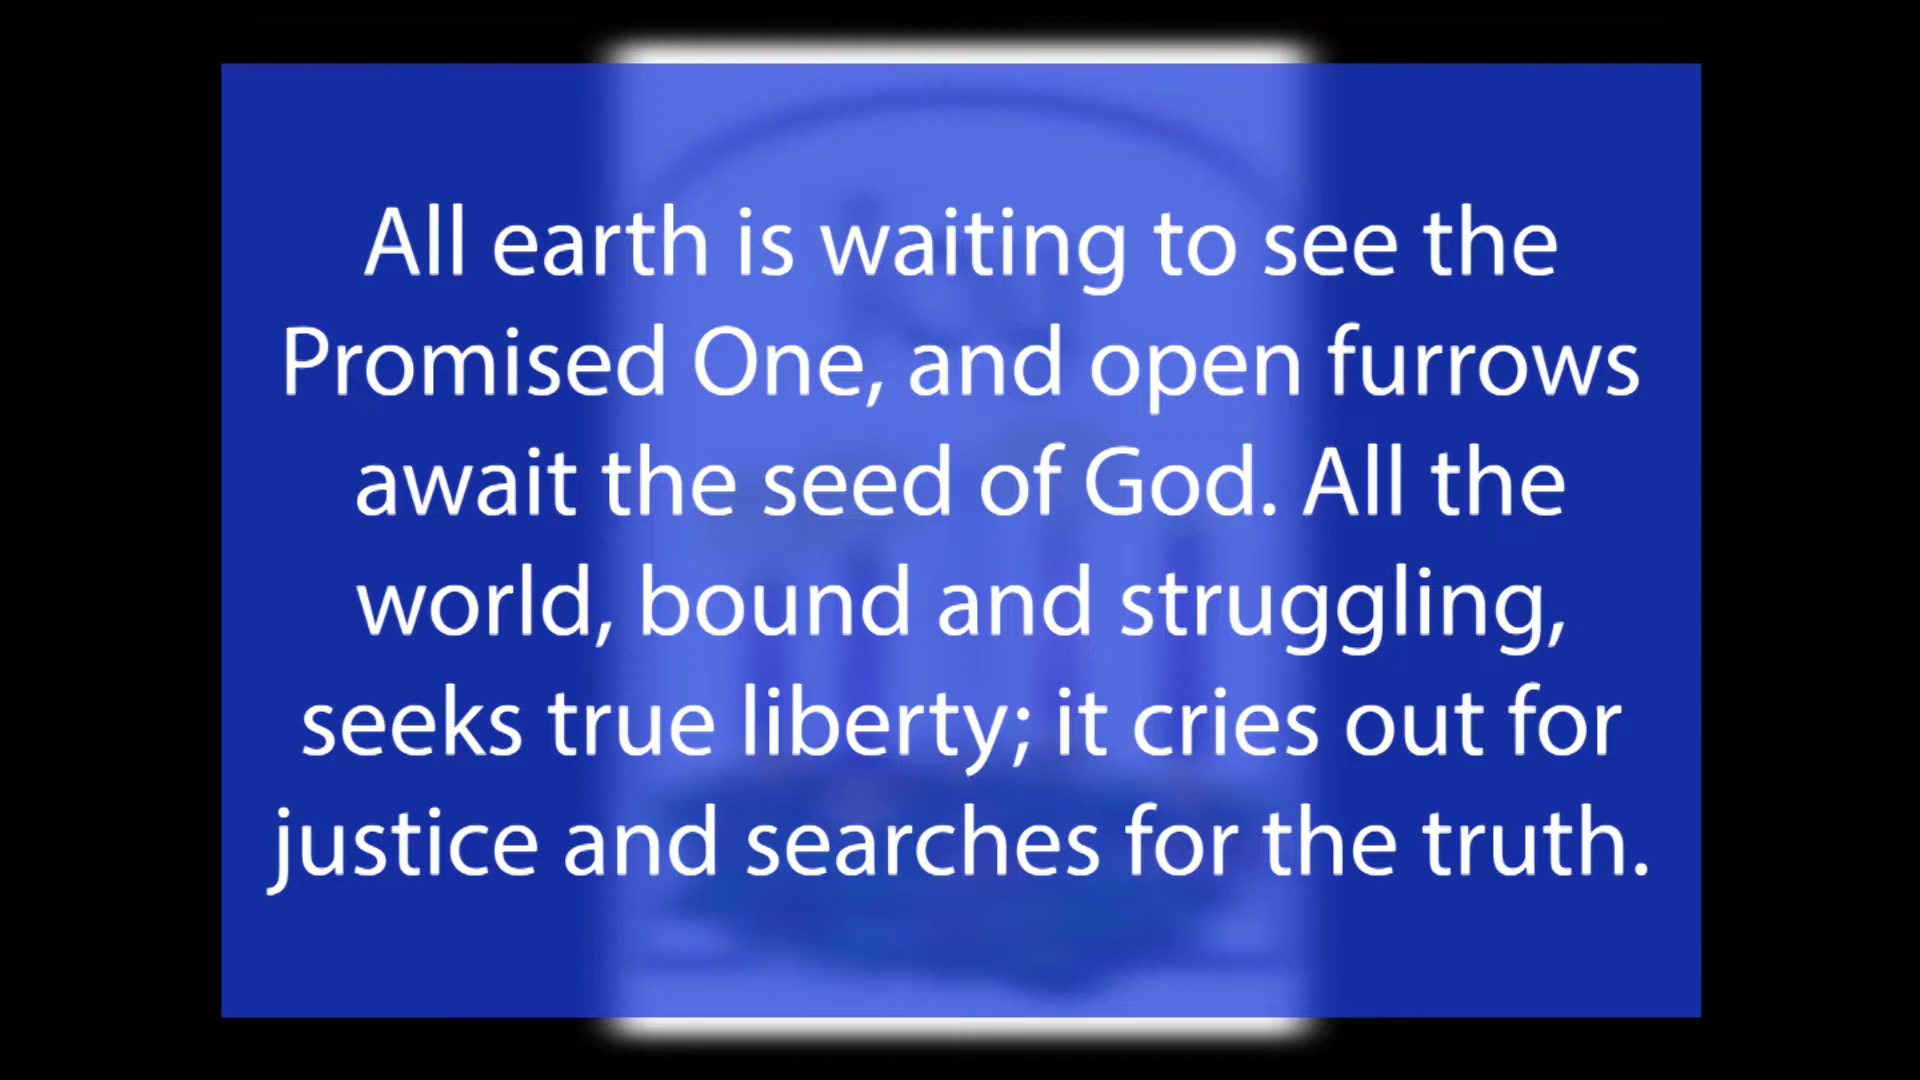 All earth is waiting to see the
Promised One, and open furrows
await the seed of God. All the
world, bound and struggling,
seeks true liberty; it cries out for
justice and searches for the truth.